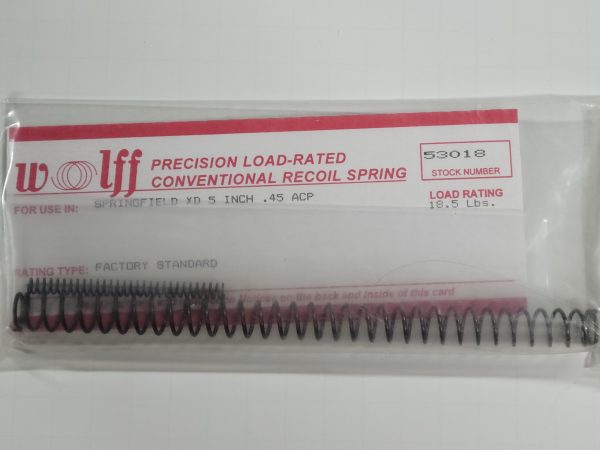 wolff
PRECISION LOAD-RATED
CONVENTIONAL RECOIL SPRING
53018
STOCK NUMBER
FOR USE IN: SPRINGFIELD XD 5 INCH .45 ACP
LOAD RATING
18.5 Lbs.
RATING TYPE: FACTORY STANDARD
Notices on the back and inside of this card